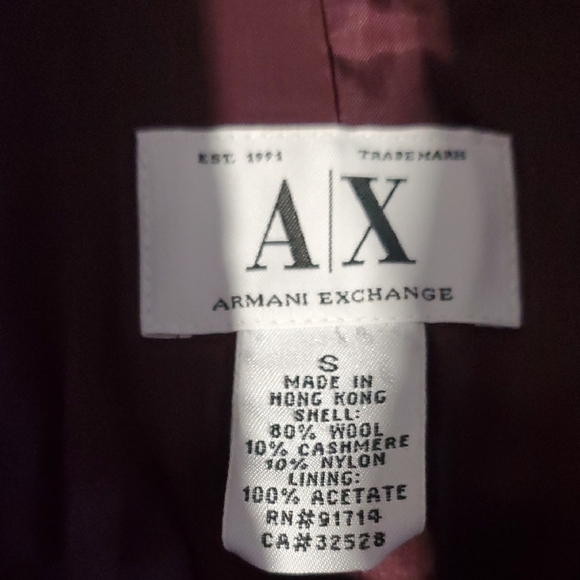 EST. 1991 TRADEMARK
A|X
ARMANI EXCHANGE
S
MADE IN
HONG KONG
SHELL:
80% WOOL
10% CASHMERE
10% NYLON
LINING:
100% ACETATE
RN#91714
CA#32528